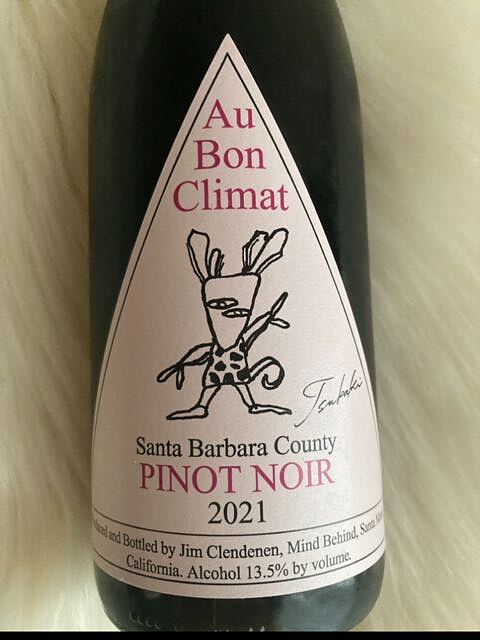 Au
Bon
Climat
Tsubaki
Santa Barbara County
PINOT NOIR
2021
and Bottled by Jim Clendenen, Mind Behind, Santa
California. Alcohol 13.5% by volume.